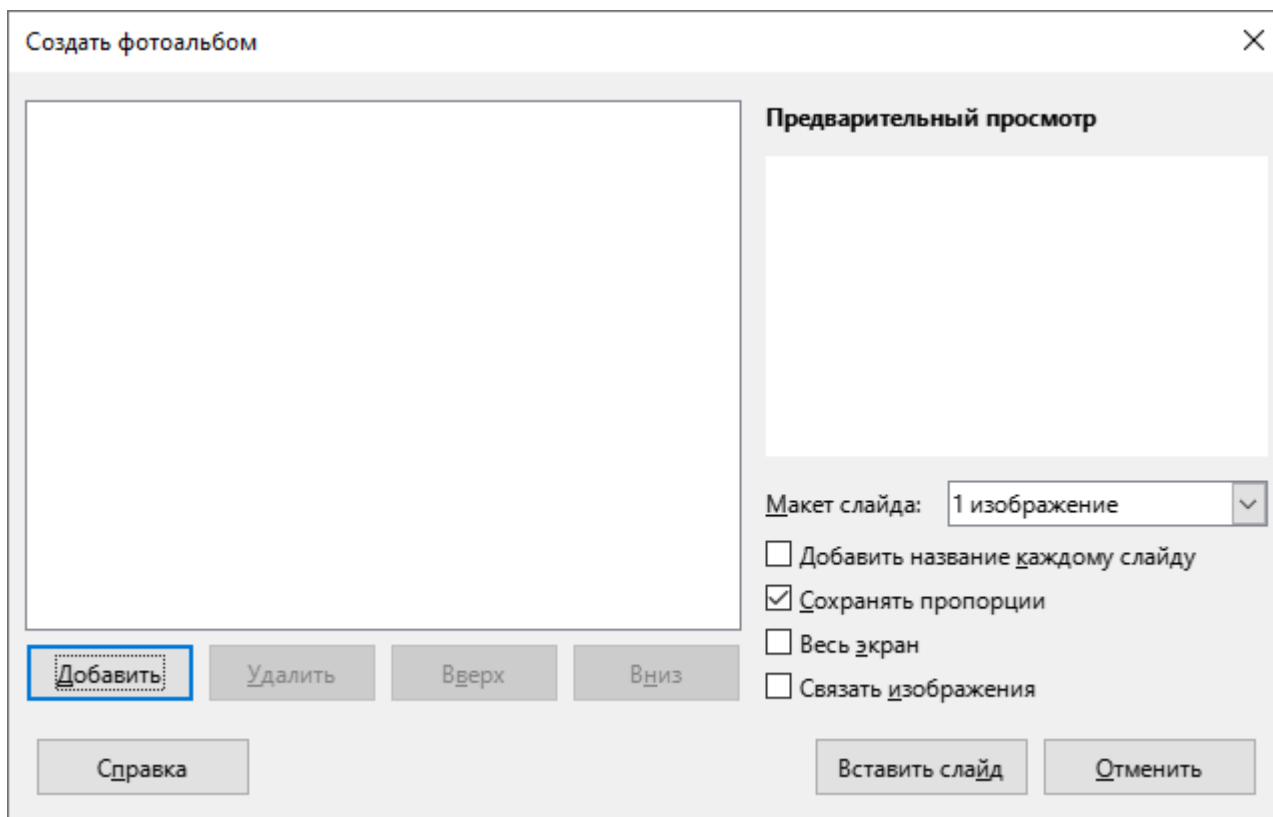 Создать фотоальбом
Предварительный просмотр
Макет слайда: 1 изображение
Добавить название каждому слайду
Сохранять пропорции
Весь экран
Связать изображения
Добавить Удалить Вверх Вниз
Справка Вставить слайд Отменить